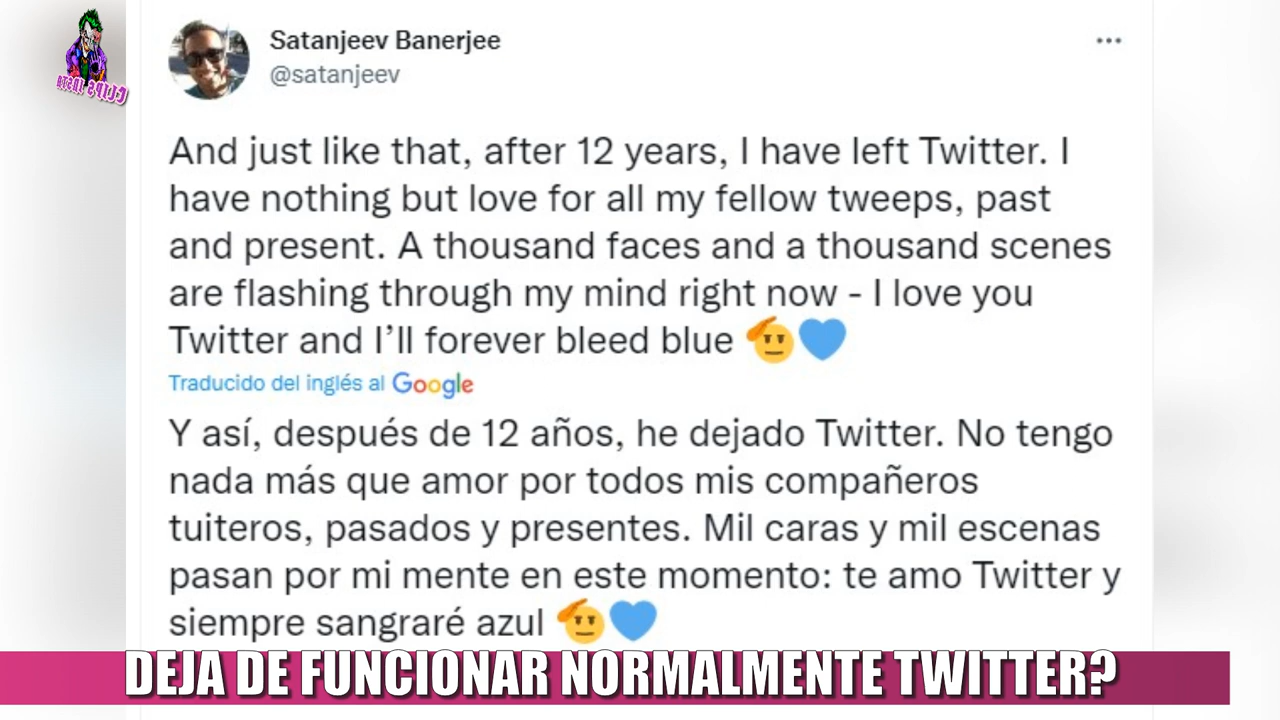 Satanjeev Banerjee
@satanjeev
And just like that, after 12 years, I have left Twitter. I
have nothing but love for all my fellow tweeps, past
and present. A thousand faces and a thousand scenes
are flashing through my mind right now - I love you
Twitter and I’ll forever bleed blue 🫡💙
Traducido del inglés al Google
Y así, después de 12 años, he dejado Twitter. No tengo
nada más que amor por todos mis compañeros
tuiteros, pasados y presentes. Mil caras y mil escenas
pasan por mi mente en este momento: te amo Twitter y
siempre sangraré azul 🫡💙
DEJA DE FUNCIONAR NORMALMENTE TWITTER?